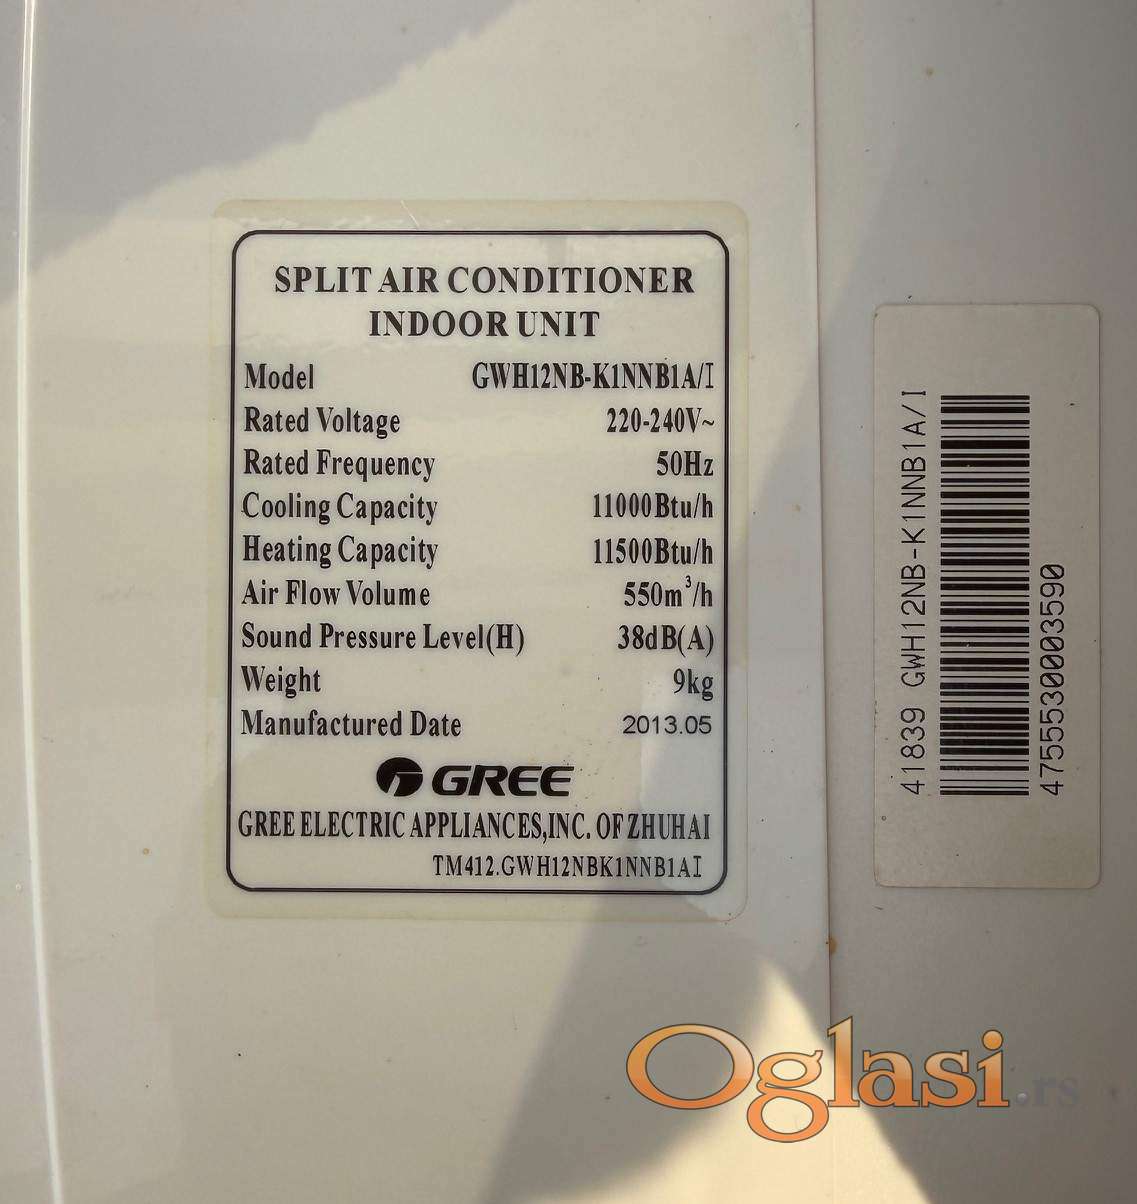 SPLIT AIR CONDITIONER
INDOOR UNIT
Model GWH12NB-K1NNB1A/I
Rated Voltage 220-240V~
Rated Frequency 50Hz
Cooling Capacity 11000Btu/h
Heating Capacity 11500Btu/h
Air Flow Volume 550m³/h
Sound Pressure Level(H) 38dB(A)
Weight 9kg
Manufactured Date 2013.05
GREE
GREE ELECTRIC APPLIANCES,INC. OF ZHUHAI
TM412.GWH12NBK1NNB1AI
41839 GWH12NB-K1NNB1A/I
4755530003590
Oglasi.rs